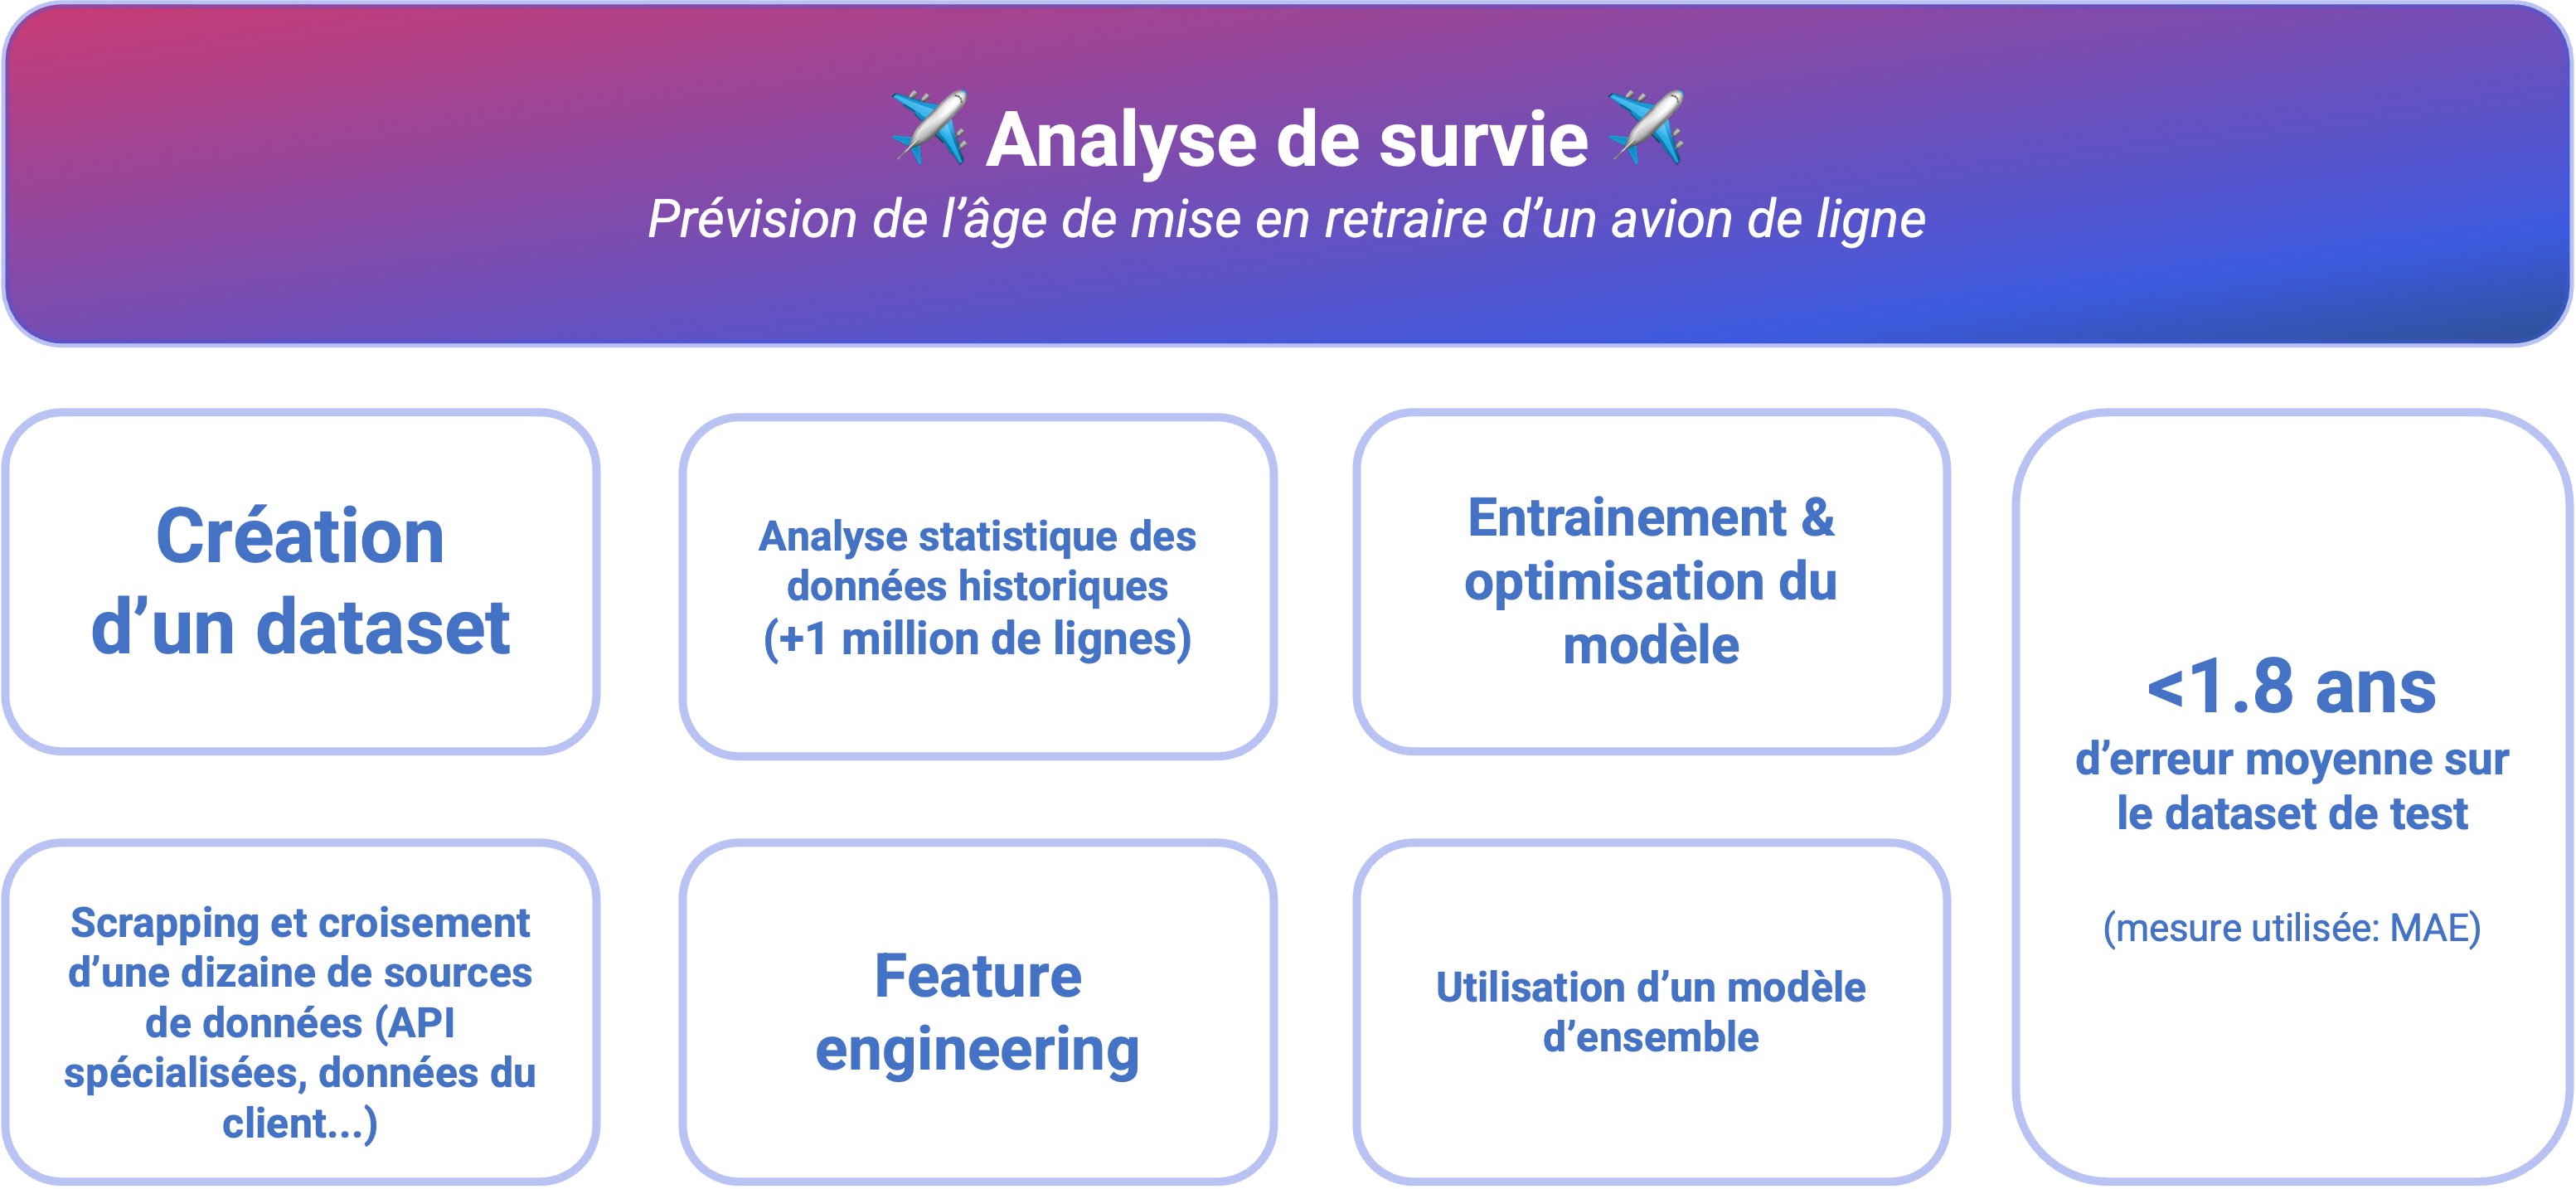 ✈️ Analyse de survie ✈️
Prévision de l’âge de mise en retraire d’un avion de ligne
Création
d’un dataset
Analyse statistique des
données historiques
(+1 million de lignes)
Entrainement &
optimisation du
modèle
<1.8 ans
d’erreur moyenne sur
le dataset de test
(mesure utilisée: MAE)
Scrapping et croisement
d’une dizaine de sources
de données (API
spécialisées, données du
client...)
Feature
engineering
Utilisation d’un modèle
d’ensemble